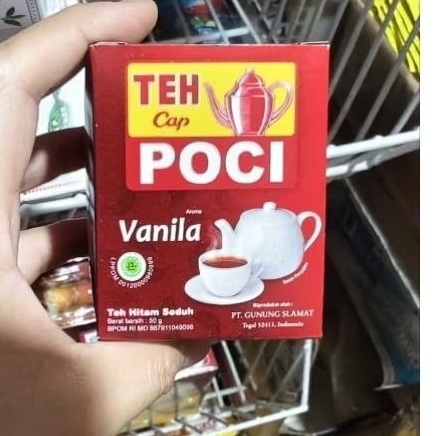 TEH
Cap
POCI
Aroma
Vanila
Teh Hitam Seduh
Berat bersih : 50 g
BPOM RI MD 867911049096
Diproduksi oleh :
PT. GUNUNG SLAMAT
Tegal 52411, Indonesia